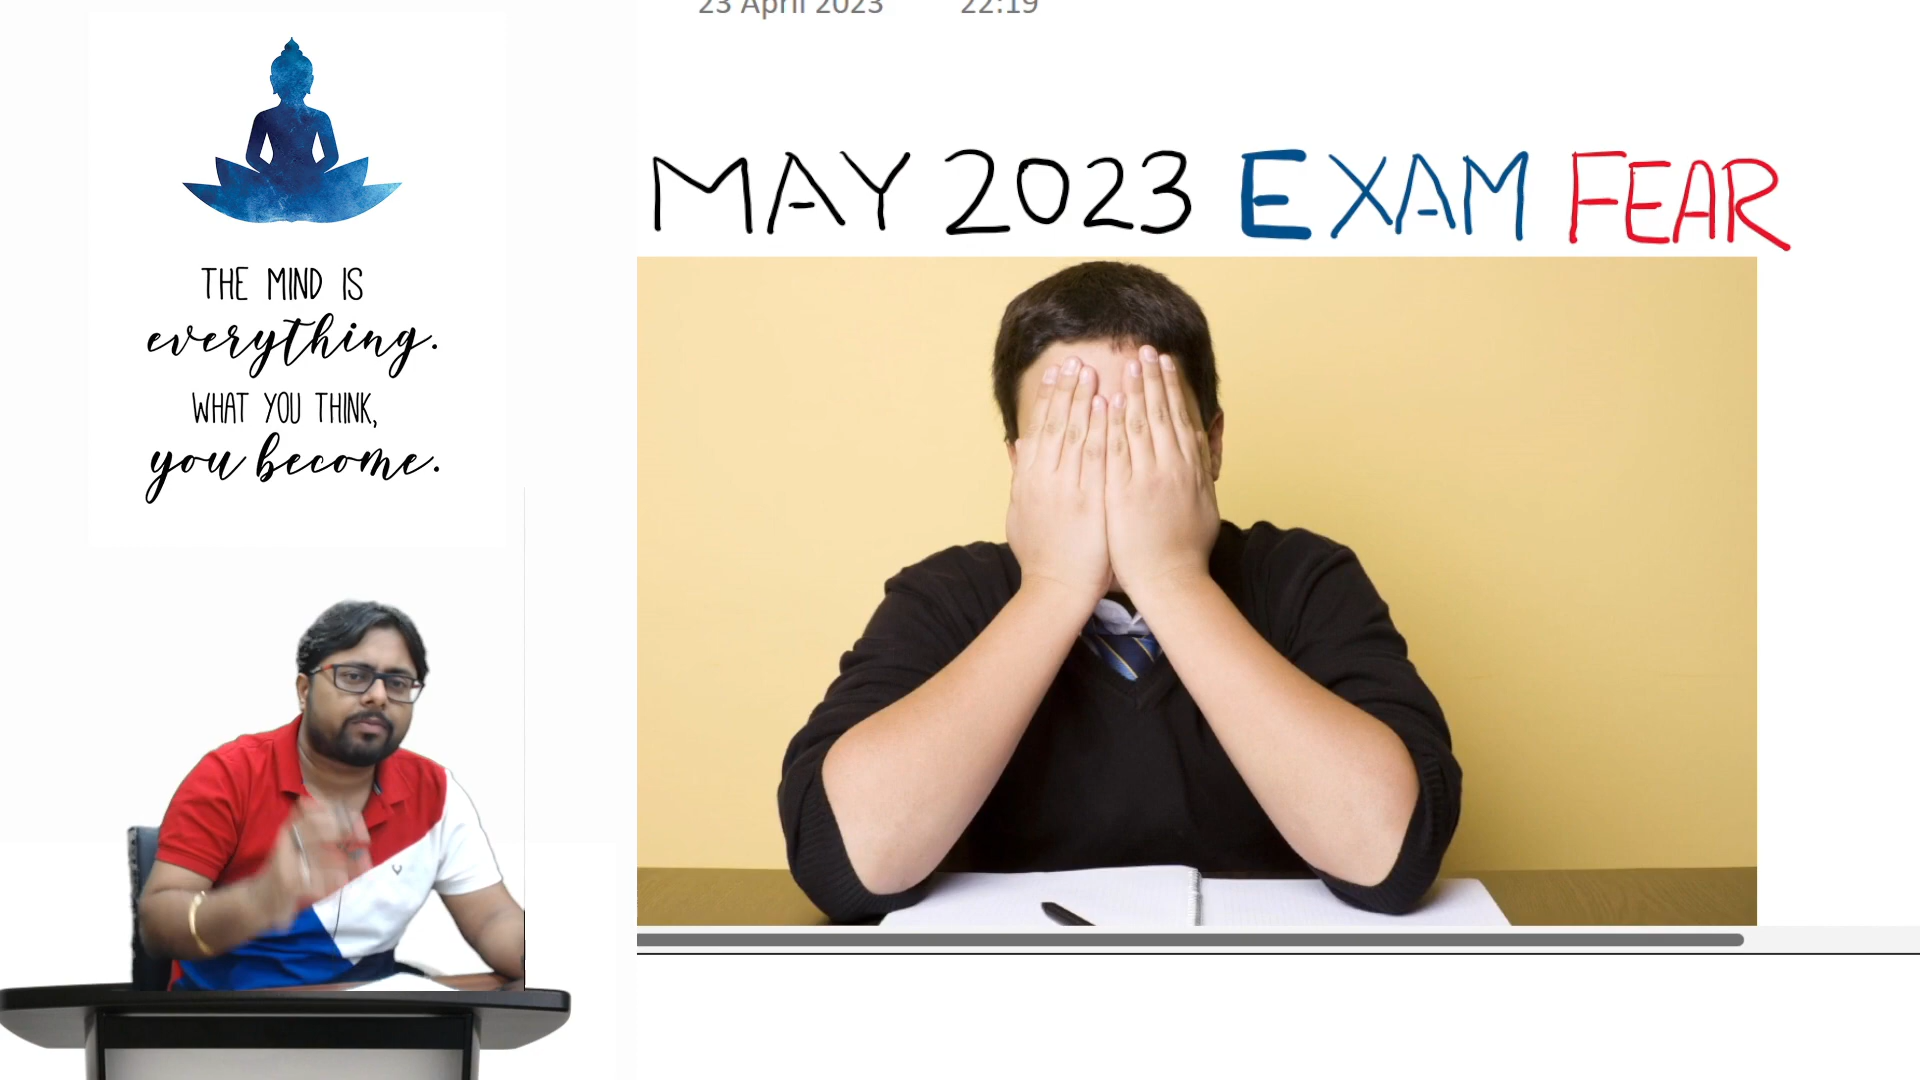 23 April 2023 22:19
MAY 2023 EXAM FEAR
THE MIND IS
everything.
WHAT YOU THINK,
you become.